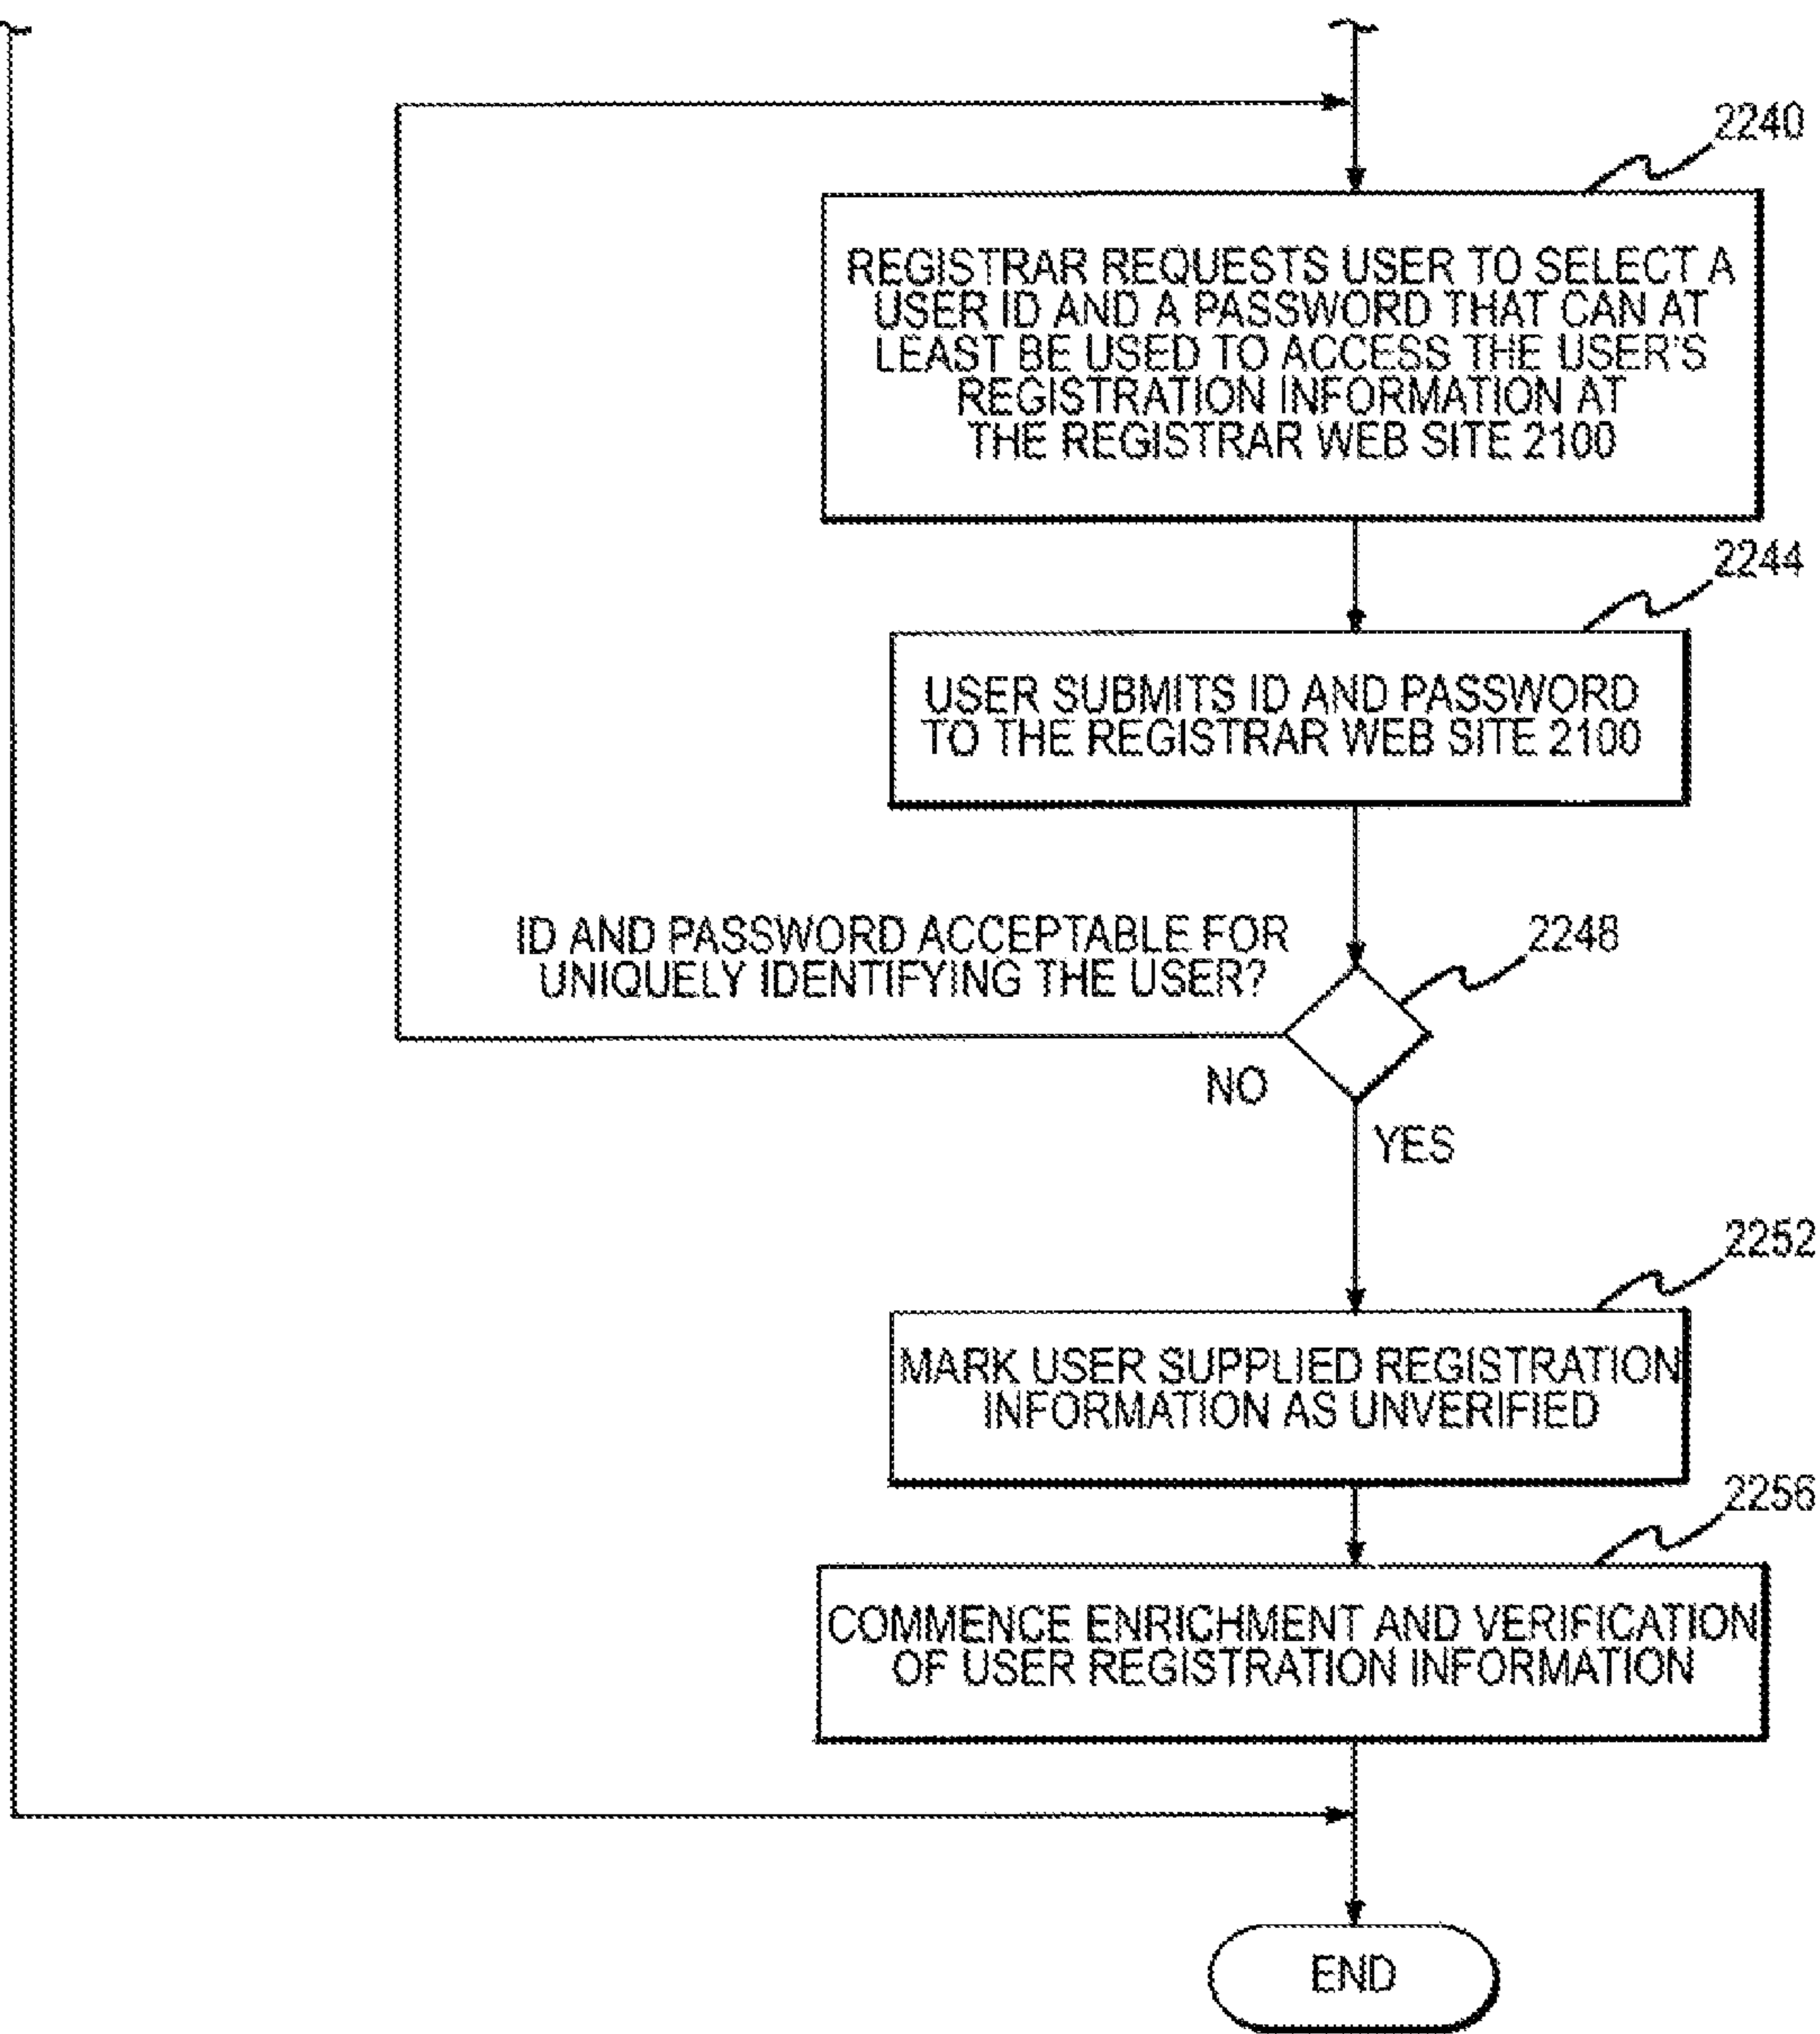 2240
REGISTRAR REQUESTS USER TO SELECT A
USER ID AND A PASSWORD THAT CAN AT
LEAST BE USED TO ACCESS THE USER'S
REGISTRATION INFORMATION AT
THE REGISTRAR WEB SITE 2100
2244
USER SUBMITS ID AND PASSWORD
TO THE REGISTRAR WEB SITE 2100
ID AND PASSWORD ACCEPTABLE FOR
UNIQUELY IDENTIFYING THE USER?
2248
NO
YES
2252
MARK USER SUPPLIED REGISTRATION
INFORMATION AS UNVERIFIED
2256
COMMENCE ENRICHMENT AND VERIFICATION
OF USER REGISTRATION INFORMATION
END